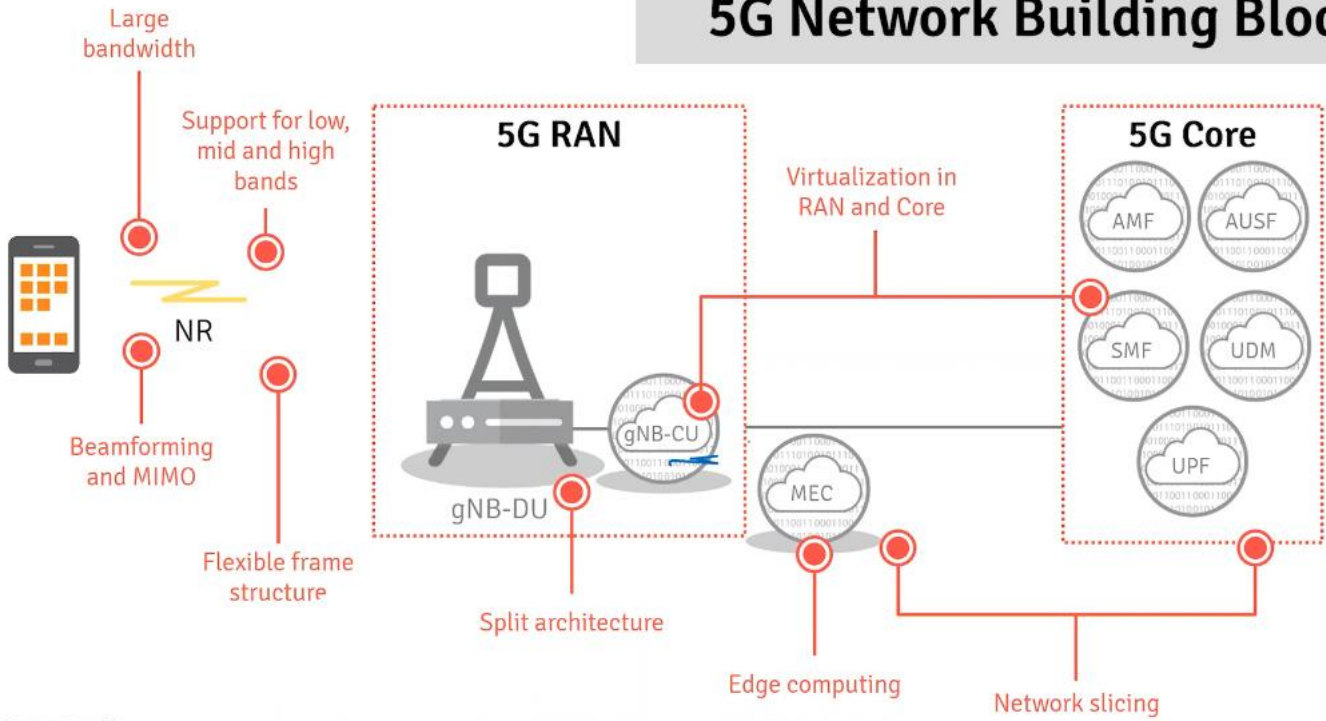 5G Network Building Bloc
Large
bandwidth
Support for low,
mid and high
bands
NR
Beamforming
and MIMO
Flexible frame
structure
5G RAN
gNB-DU
gNB-CU
Split architecture
Virtualization in
RAN and Core
MEC
Edge computing
Network slicing
5G Core
AMF
AUSF
SMF
UDM
UPF